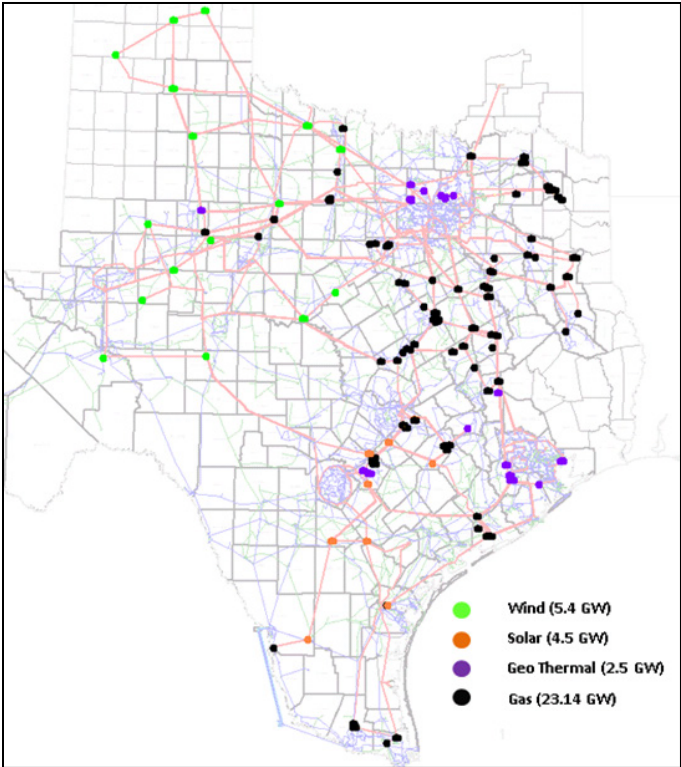 Wind (5.4 GW)
Solar (4.5 GW)
Geo Thermal (2.5 GW)
Gas (23.14 GW)